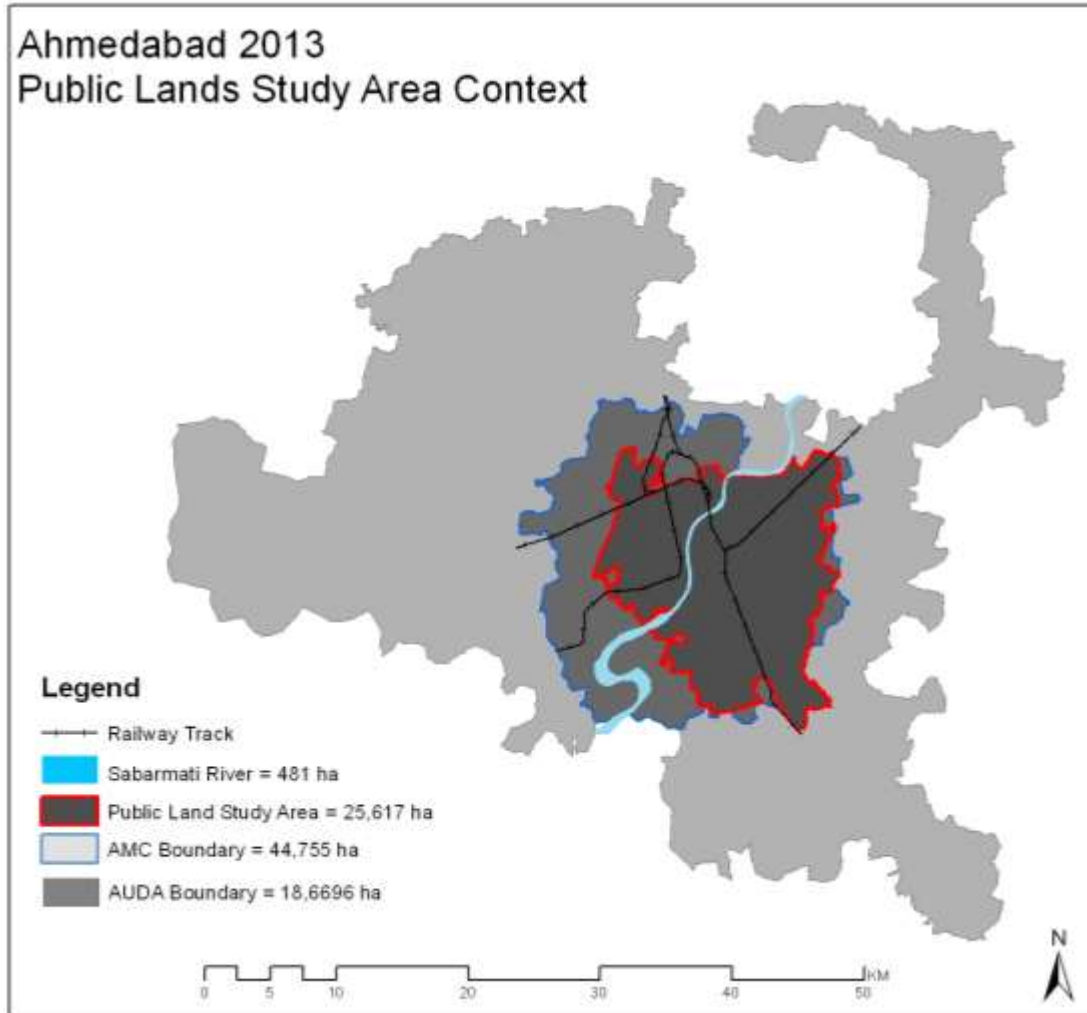 Ahmedabad 2013
Public Lands Study Area Context
Legend
Railway Track
Sabarmati River = 481 ha
Public Land Study Area = 25,617 ha
AMC Boundary = 44,755 ha
AUDA Boundary = 18,6696 ha
N
KM
0 5 10 20 30 40 50